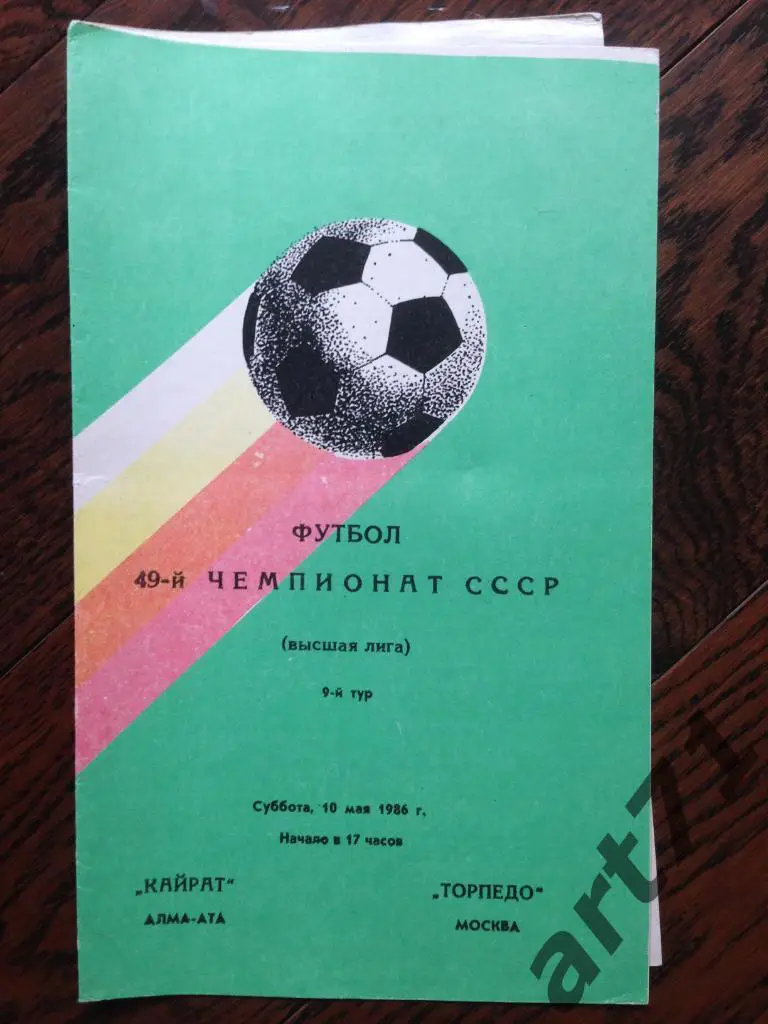 ФУТБОЛ
49-й ЧЕМПИОНАТ СССР
(высшая лига)
9-й тур
Суббота, 10 мая 1986 г.
Начало в 17 часов
„КАЙРАТ“ „ТОРПЕДО“
АЛМА-АТА МОСКВА
art71